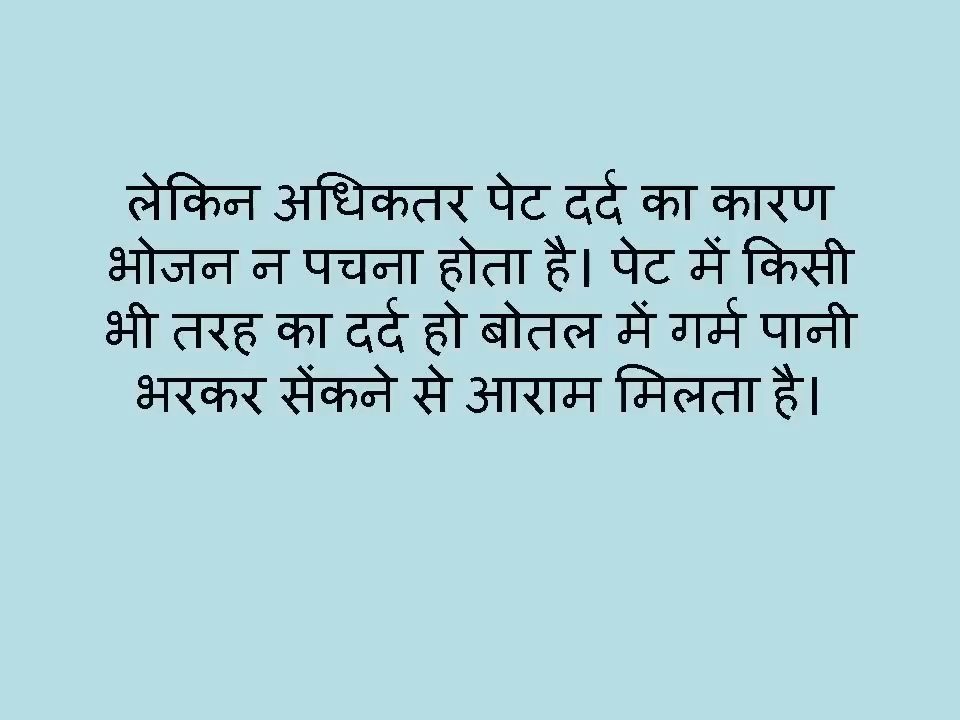 लेकिन अधिकतर पेट दर्द का कारण
भोजन न पचना होता है। पेट में किसी
भी तरह का दर्द हो बोतल में गर्म पानी
भरकर सेंकने से आराम मिलता है।